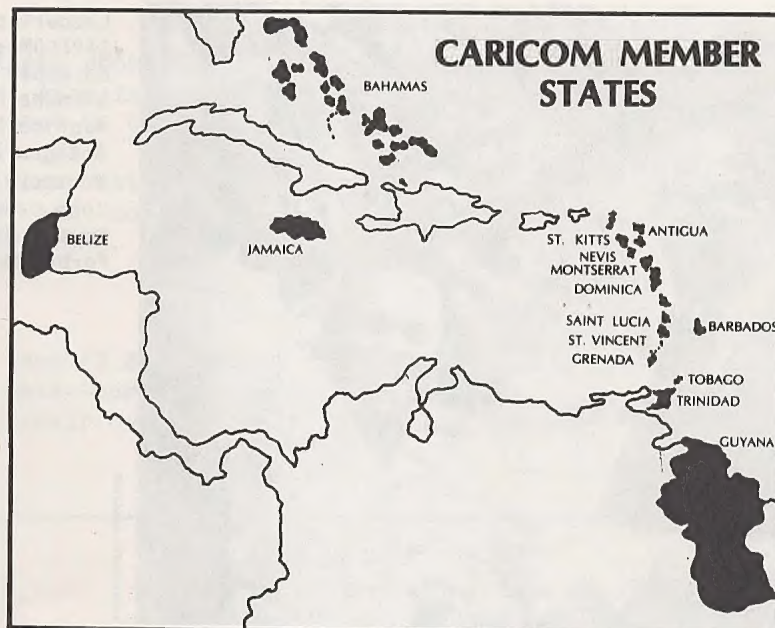 CARICOM MEMBER
STATES
BAHAMAS
BELIZE
JAMAICA
ANTIGUA
ST. KITTS
NEVIS
MONTSERRAT
DOMINICA
SAINT LUCIA
BARBADOS
ST. VINCENT
GRENADA
TOBAGO
TRINIDAD
GUYANA